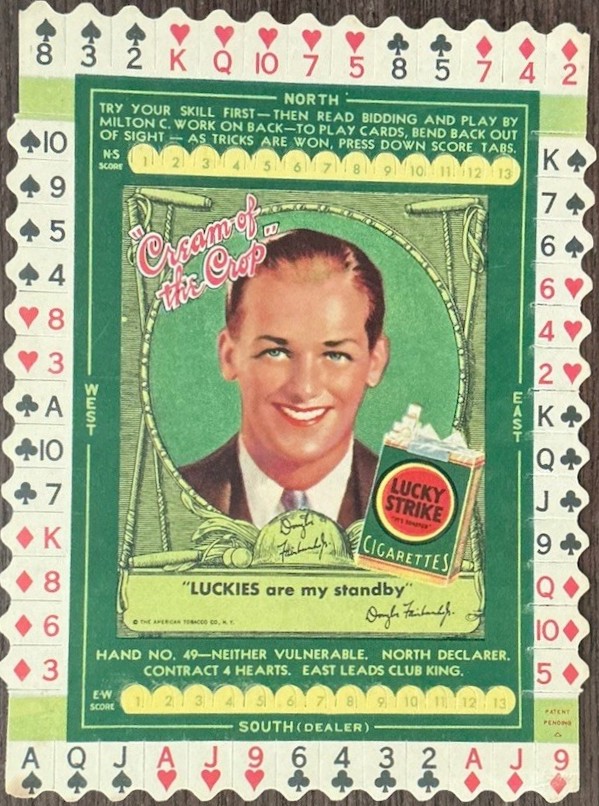 8 3 2 K Q 10 7 5 8 5 7 4 2
NORTH
TRY YOUR SKILL FIRST—THEN READ BIDDING AND PLAY BY
MILTON C. WORK ON BACK—TO PLAY CARDS, BEND BACK OUT
OF SIGHT — AS TRICKS ARE WON, PRESS DOWN SCORE TABS.
N-S
SCORE
1 2 3 4 5 6 7 8 9 10 11 12 13
10
9
5
4
8
3
A
10
7
K
8
6
3
WEST
"Cream of
the Crop"
LUCKY
STRIKE
"IT'S TOASTED"
CIGARETTES
Douglas
Fairbanks Jr.
"LUCKIES are my standby"
Douglas Fairbanks Jr.
© THE AMERICAN TOBACCO CO., N. Y.
EAST
K
7
6
6
4
2
K
Q
J
9
Q
10
5
HAND NO. 49—NEITHER VULNERABLE. NORTH DECLARER.
CONTRACT 4 HEARTS. EAST LEADS CLUB KING.
E-W
SCORE
1 2 3 4 5 6 7 8 9 10 11 12 13
SOUTH (DEALER)
PATENT
PENDING
A Q J A J 9 6 4 3 2 A J 9